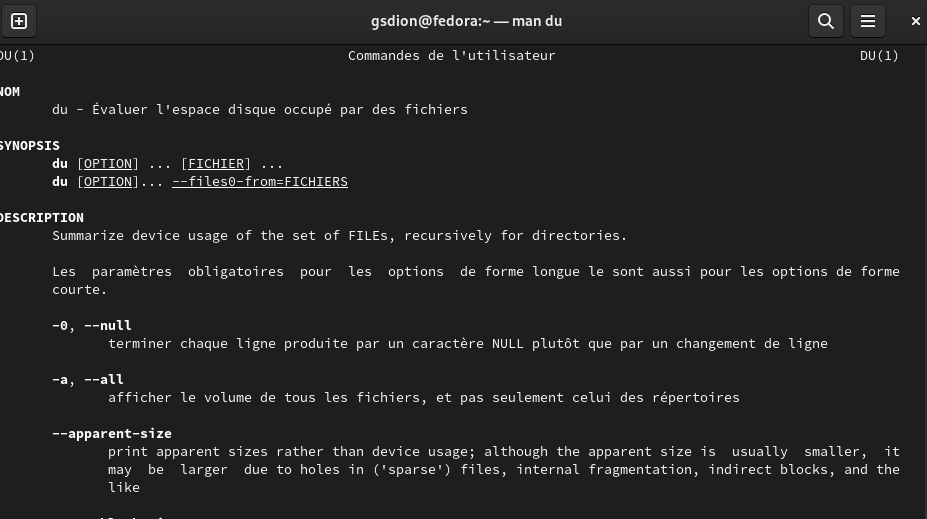 gsdion@fedora:~ — man du
DU(1) Commandes de l'utilisateur DU(1)
NOM
du - Évaluer l'espace disque occupé par des fichiers
SYNOPSIS
du [OPTION] ... [FICHIER] ...
du [OPTION]... --files0-from=FICHIERS
DESCRIPTION
Summarize device usage of the set of FILEs, recursively for directories.
Les paramètres obligatoires pour les options de forme longue le sont aussi pour les options de forme
courte.
-0, --null
terminer chaque ligne produite par un caractère NULL plutôt que par un changement de ligne
-a, --all
afficher le volume de tous les fichiers, et pas seulement celui des répertoires
--apparent-size
print apparent sizes rather than device usage; although the apparent size is usually smaller, it
may be larger due to holes in ('sparse') files, internal fragmentation, indirect blocks, and the
like